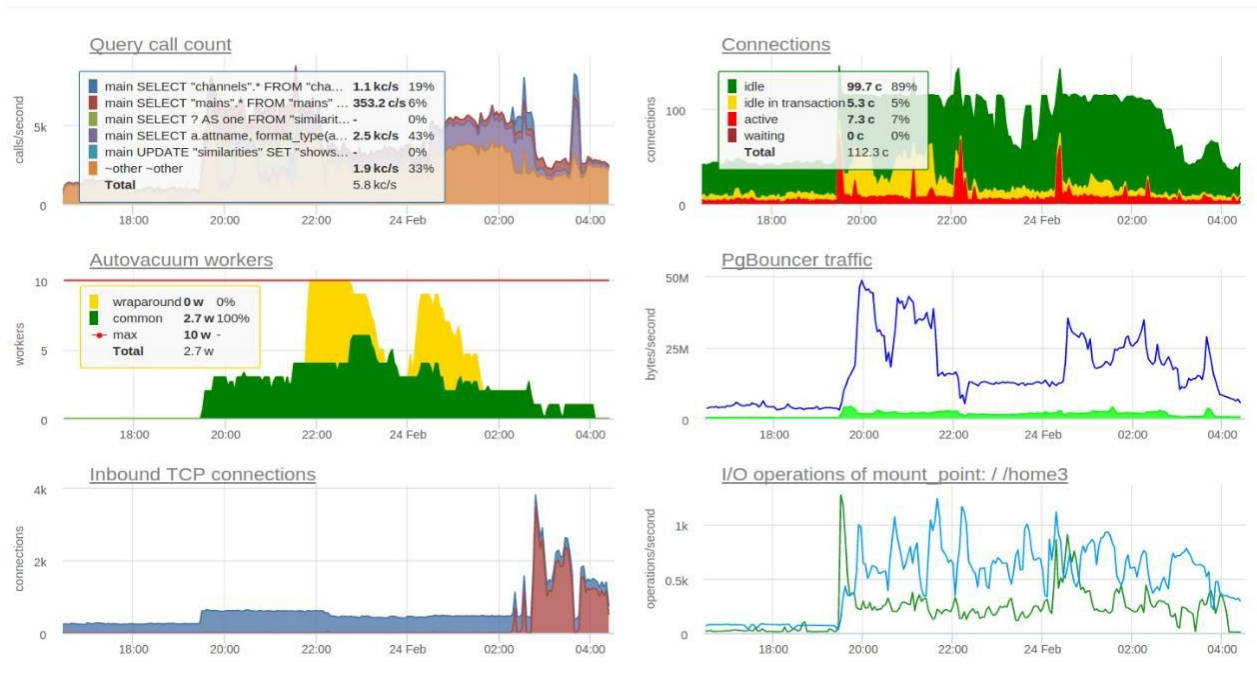 Query call count
calls/second
5k
0
main SELECT "channels".* FROM "cha... 1.1 kc/s 19%
main SELECT "mains".* FROM "mains" ... 353.2 c/s 6%
main SELECT ? AS one FROM "similarit... - 0%
main SELECT a.attname, format_type(a... 2.5 kc/s 43%
main UPDATE "similarities" SET "shows... - 0%
~other ~other 1.9 kc/s 33%
Total 5.8 kc/s
18:00 20:00 22:00 24 Feb 02:00 04:00
Connections
connections
100
0
idle 99.7 c 89%
idle in transaction 5.3 c 5%
active 7.3 c 7%
waiting 0 c 0%
Total 112.3 c
18:00 20:00 22:00 24 Feb 02:00 04:00
Autovacuum workers
workers
10
5
0
wraparound 0 w 0%
common 2.7 w 100%
max 10 w -
Total 2.7 w
18:00 20:00 22:00 24 Feb 02:00 04:00
PgBouncer traffic
bytes/second
50M
25M
0
18:00 20:00 22:00 24 Feb 02:00 04:00
Inbound TCP connections
connections
4k
2k
0
18:00 20:00 22:00 24 Feb 02:00 04:00
I/O operations of mount_point: / /home3
operations/second
1k
0.5k
0
18:00 20:00 22:00 24 Feb 02:00 04:00